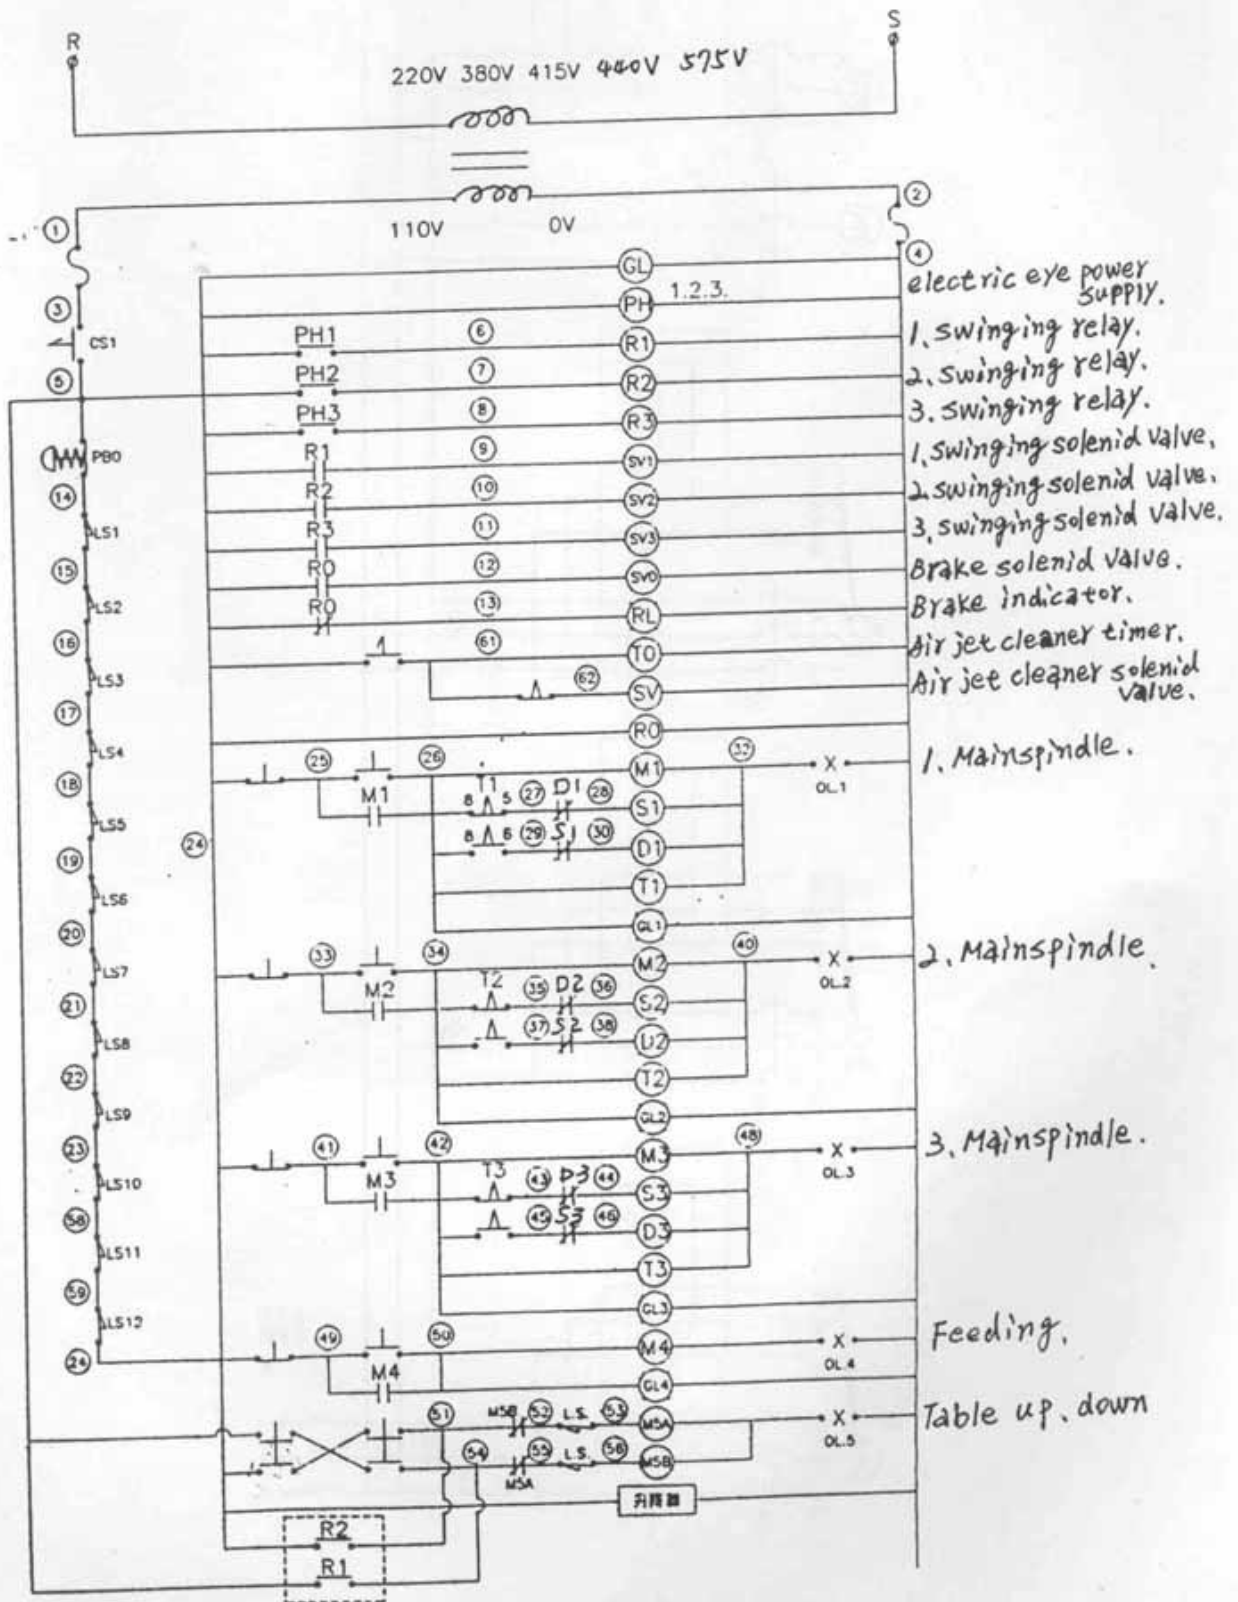 R
S
220V 380V 415V 440V 575V
110V 0V
1
2
3
4
CS1
5
PB0
14
LS1
15
LS2
16
LS3
17
LS4
18
LS5
19
LS6
20
LS7
21
LS8
22
LS9
23
LS10
58
LS11
59
LS12
24
24
GL
PH 1.2.3. electric eye power supply.
PH1 6 R1 1. swinging relay.
PH2 7 R2 2. swinging relay.
PH3 8 R3 3. swinging relay.
R1 9 SV1 1. swinging solenid valve.
R2 10 SV2 2. swinging solenid valve.
R3 11 SV3 3. swinging solenid valve.
R0 12 SV0 Brake solenid valve.
R0 13 RL Brake indicator.
61 T0 Air jet cleaner timer.
62 SV Air jet cleaner solenid valve.
R0
25 26 M1 32 X OL.1 1. Mainspindle.
M1 T1 8 5 27 D1 28 S1
8 6 29 S1 30 D1
T1
GL1
33 34 M2 40 X OL.2 2. Mainspindle.
M2 T2 35 D2 36 S2
37 S2 38 D2
T2
GL2
41 42 M3 48 X OL.3 3. Mainspindle.
M3 T3 43 D3 44 S3
45 S3 46 D3
T3
GL3
49 50 M4 X OL.4 Feeding.
M4 GL4
51 M5B 52 L.S. 53 M5A X OL.5 Table up. down
54 M5A 55 L.S. 56 M5B
升降器
R2
R1